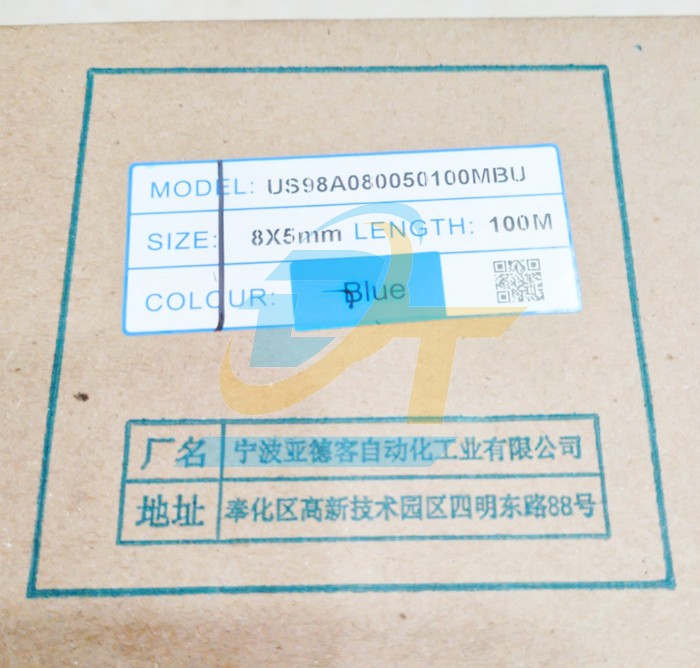 MODEL: US98A080050100MBU
SIZE: 8X5mm LENGTH: 100M
COLOUR: Blue
DT
厂名 宁波亚德客自动化工业有限公司
地址 奉化区高新技术园区四明东路88号